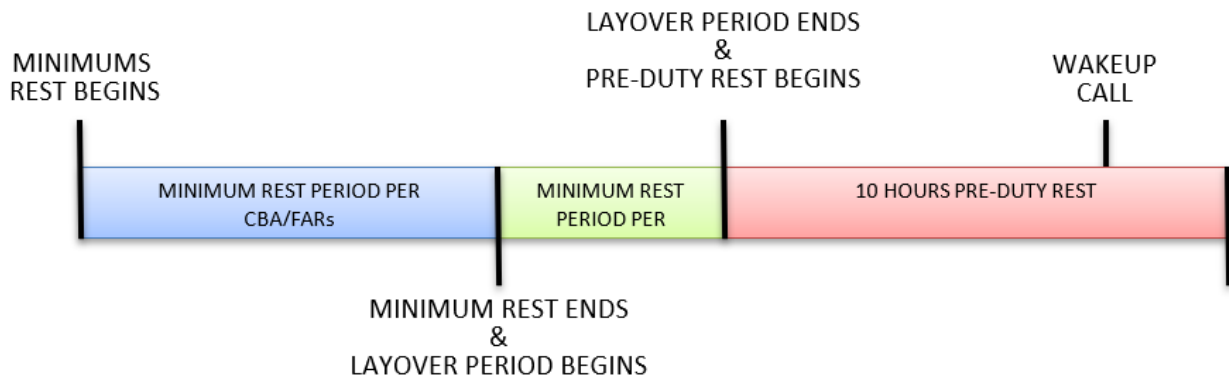 MINIMUMS
REST BEGINS
LAYOVER PERIOD ENDS
&
PRE-DUTY REST BEGINS
WAKEUP
CALL
MINIMUM REST PERIOD PER
CBA/FARs
MINIMUM REST
PERIOD PER
10 HOURS PRE-DUTY REST
MINIMUM REST ENDS
&
LAYOVER PERIOD BEGINS